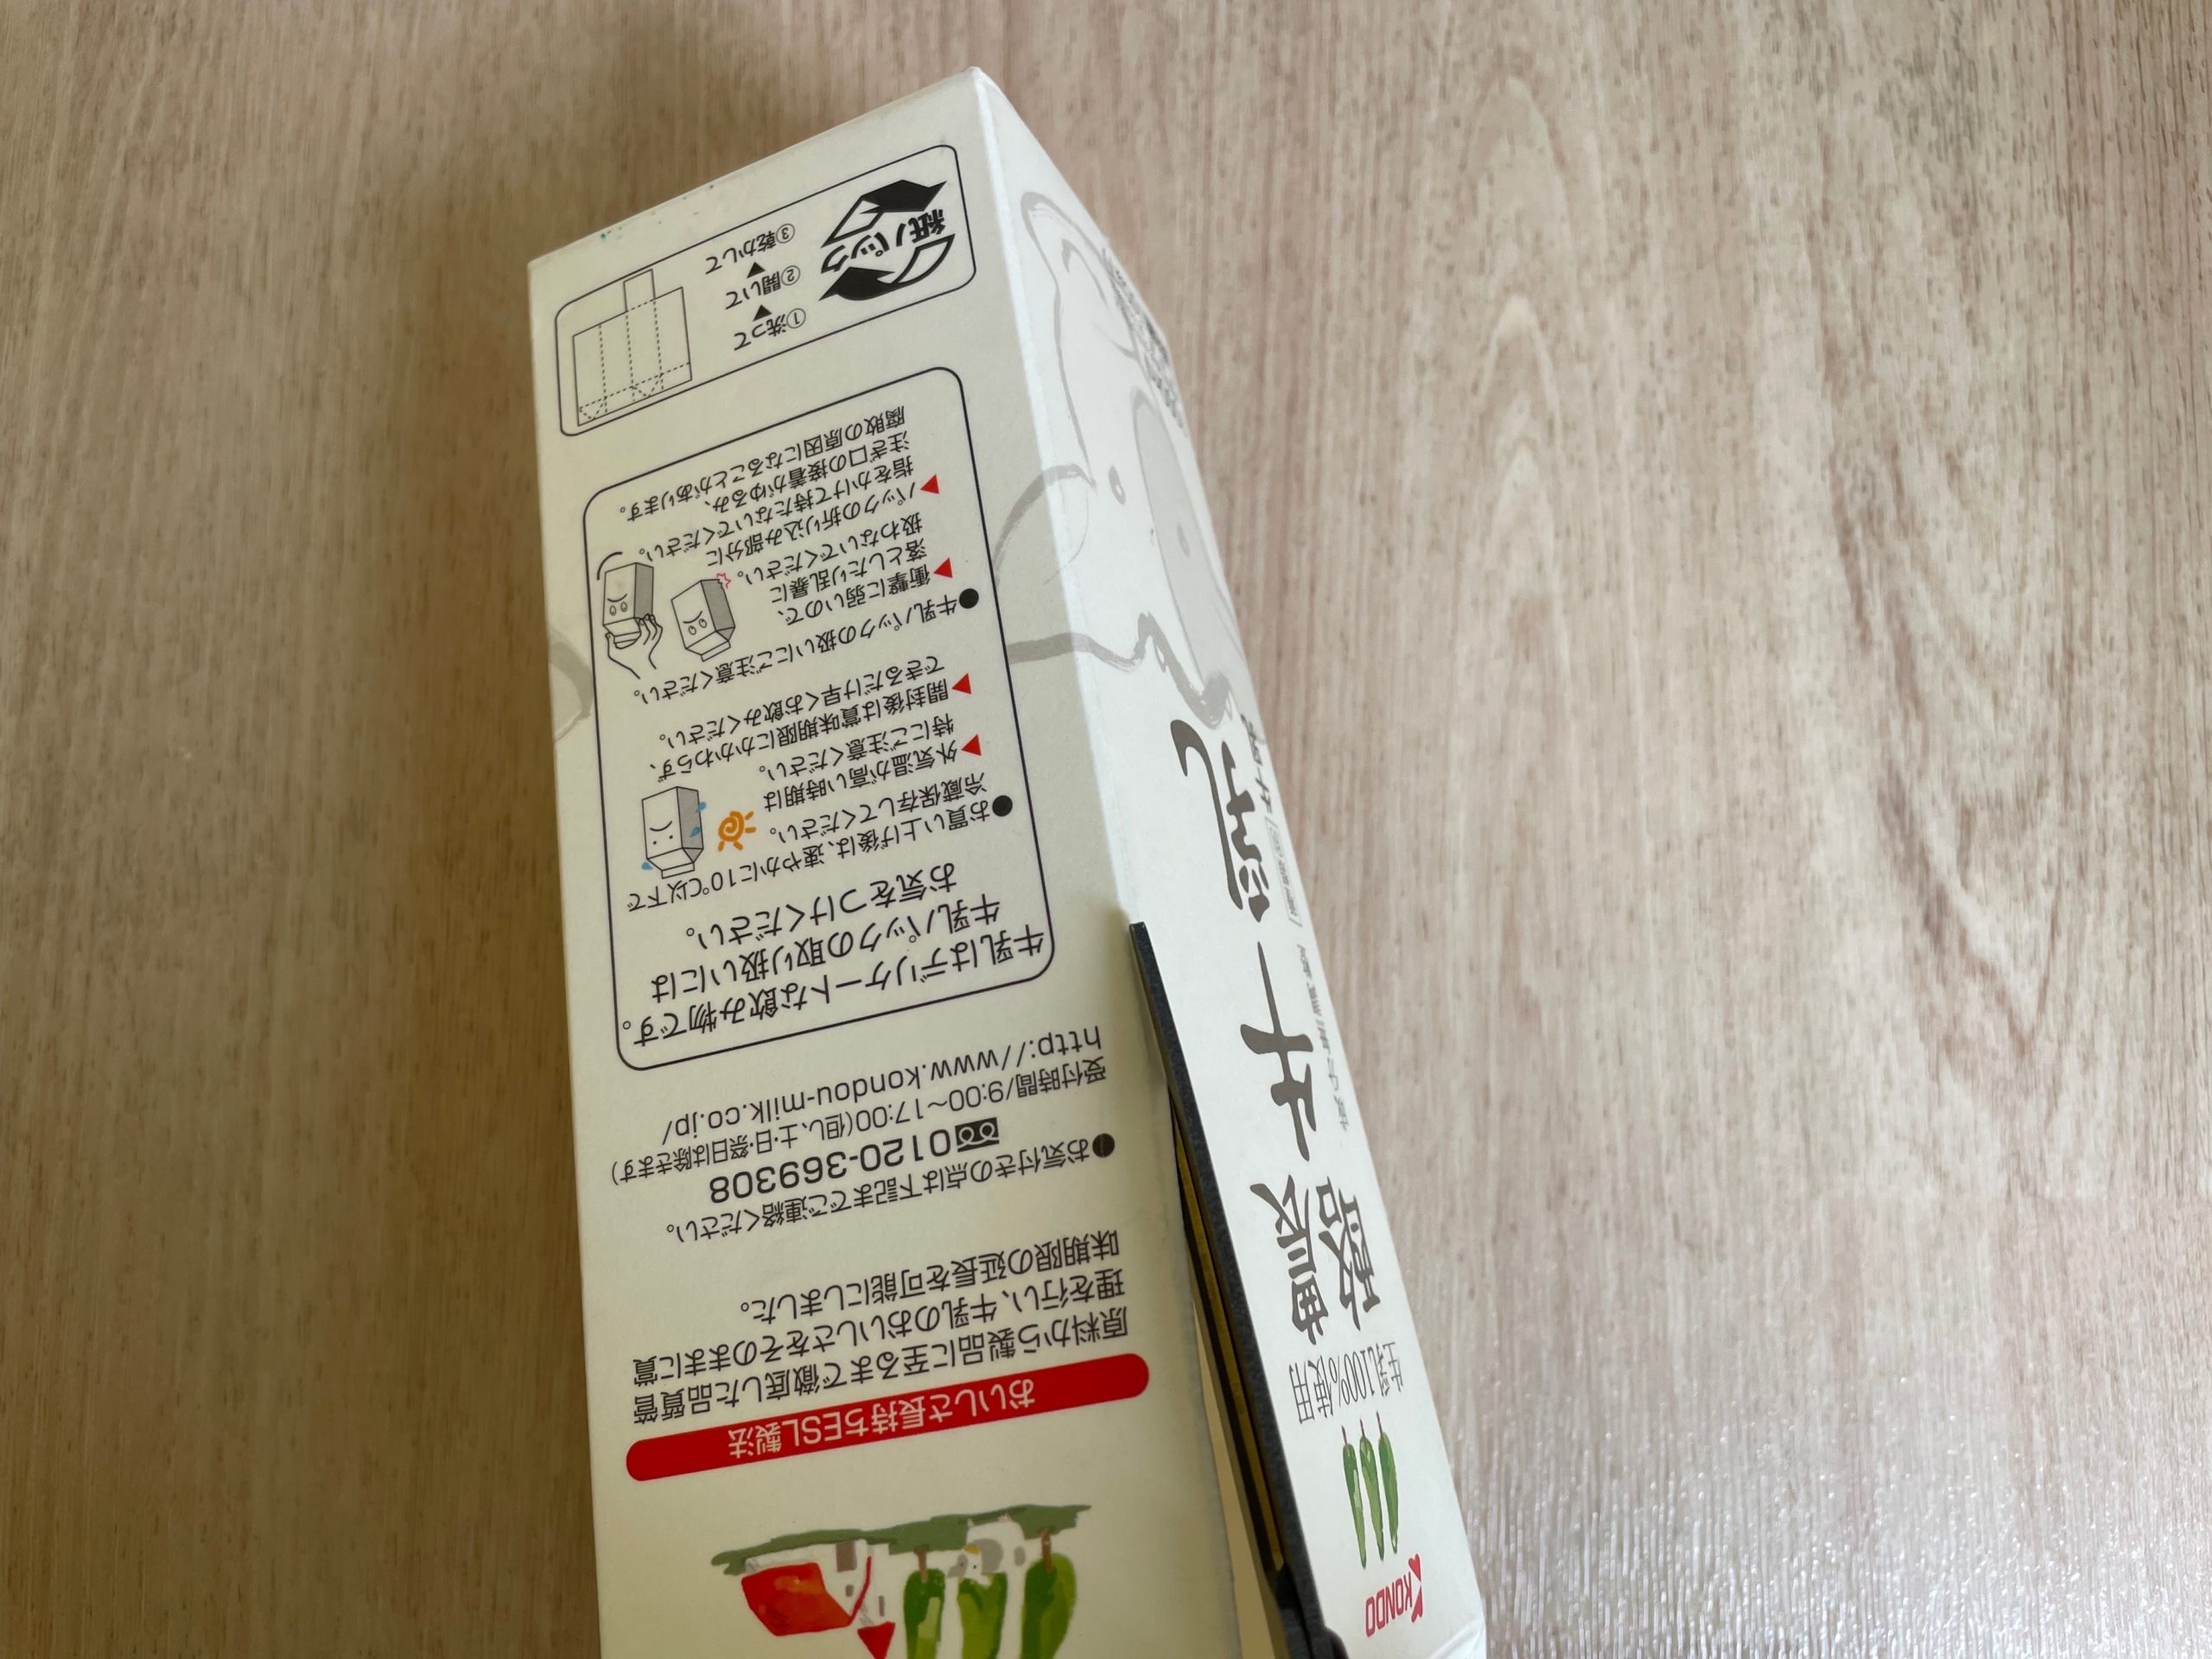 おいしさ長持ちESL製法
原料から製品に至るまで徹底した品質管
理を行い、牛乳のおいしさをそのままに賞
味期限の延長を可能にしました。
●お気付きの点は下記までご連絡ください。
0120-369308
受付時間/9:00~17:00(但し、土・日・祭日は除きます)
http://www.kondou-milk.co.jp/
牛乳はデリケートな飲み物です。
牛乳パックの取り扱いには
お気をつけください。
●お買い上げ後は、速やかに10℃以下で
冷蔵保存してください。
▶外気温が高い時期は
特にご注意ください。
▶開封後は賞味期限にかかわらず、
できるだけ早くお飲みください。
●牛乳パックの扱いにご注意ください。
▶衝撃に弱いので、
落としたり乱暴に
扱わないでください。
▶パックの折り込み部分に
指をかけて持たないでください。
注ぎ口の接着がゆるみ、
腐敗の原因になることがあります。
①洗って
▼
②開いて
▼
③乾かして
紙パック
KONDO
生乳100%使用
農
牛乳